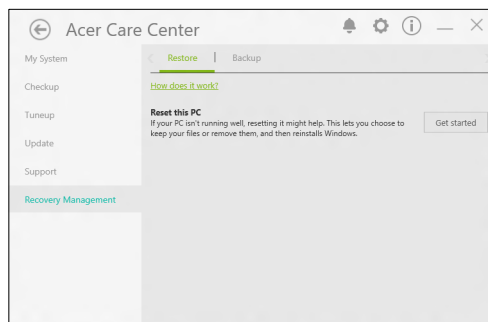 Acer Care Center
My System
Restore | Backup
Checkup
How does it work?
Tuneup
Reset this PC
If your PC isn't running well, resetting it might help. This lets you choose to
keep your files or remove them, and then reinstalls Windows.
Get started
Update
Support
Recovery Management